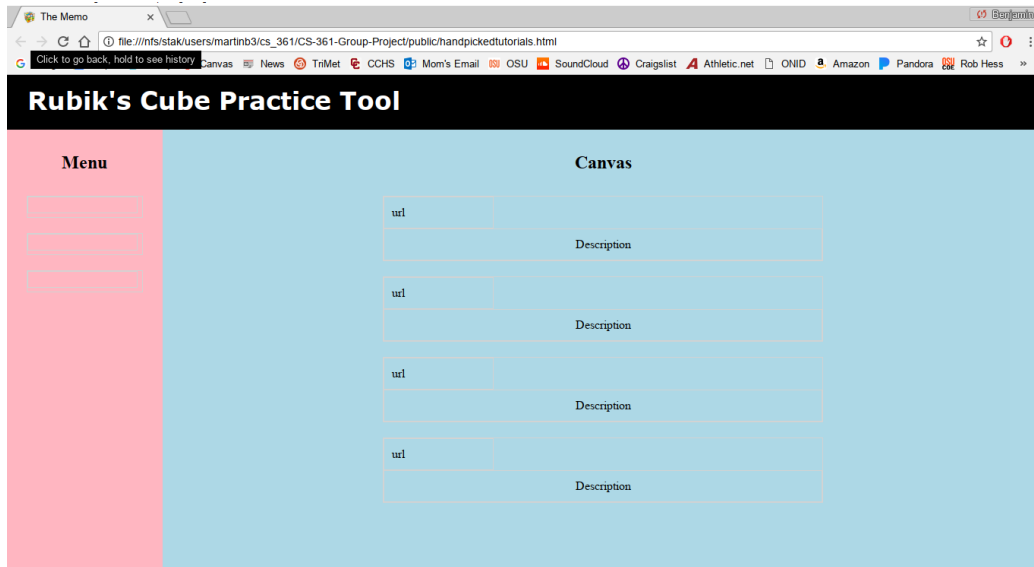 The Memo
Benjamin
file:///nfs/stak/users/martinb3/cs_361/CS-361-Group-Project/public/handpickedtutorials.html
Click to go back, hold to see history
G Canvas News TriMet CCHS Mom's Email OSU SoundCloud Craigslist Athletic.net ONID Amazon Pandora Rob Hess »
Rubik's Cube Practice Tool
Menu
Canvas
url
Description
url
Description
url
Description
url
Description